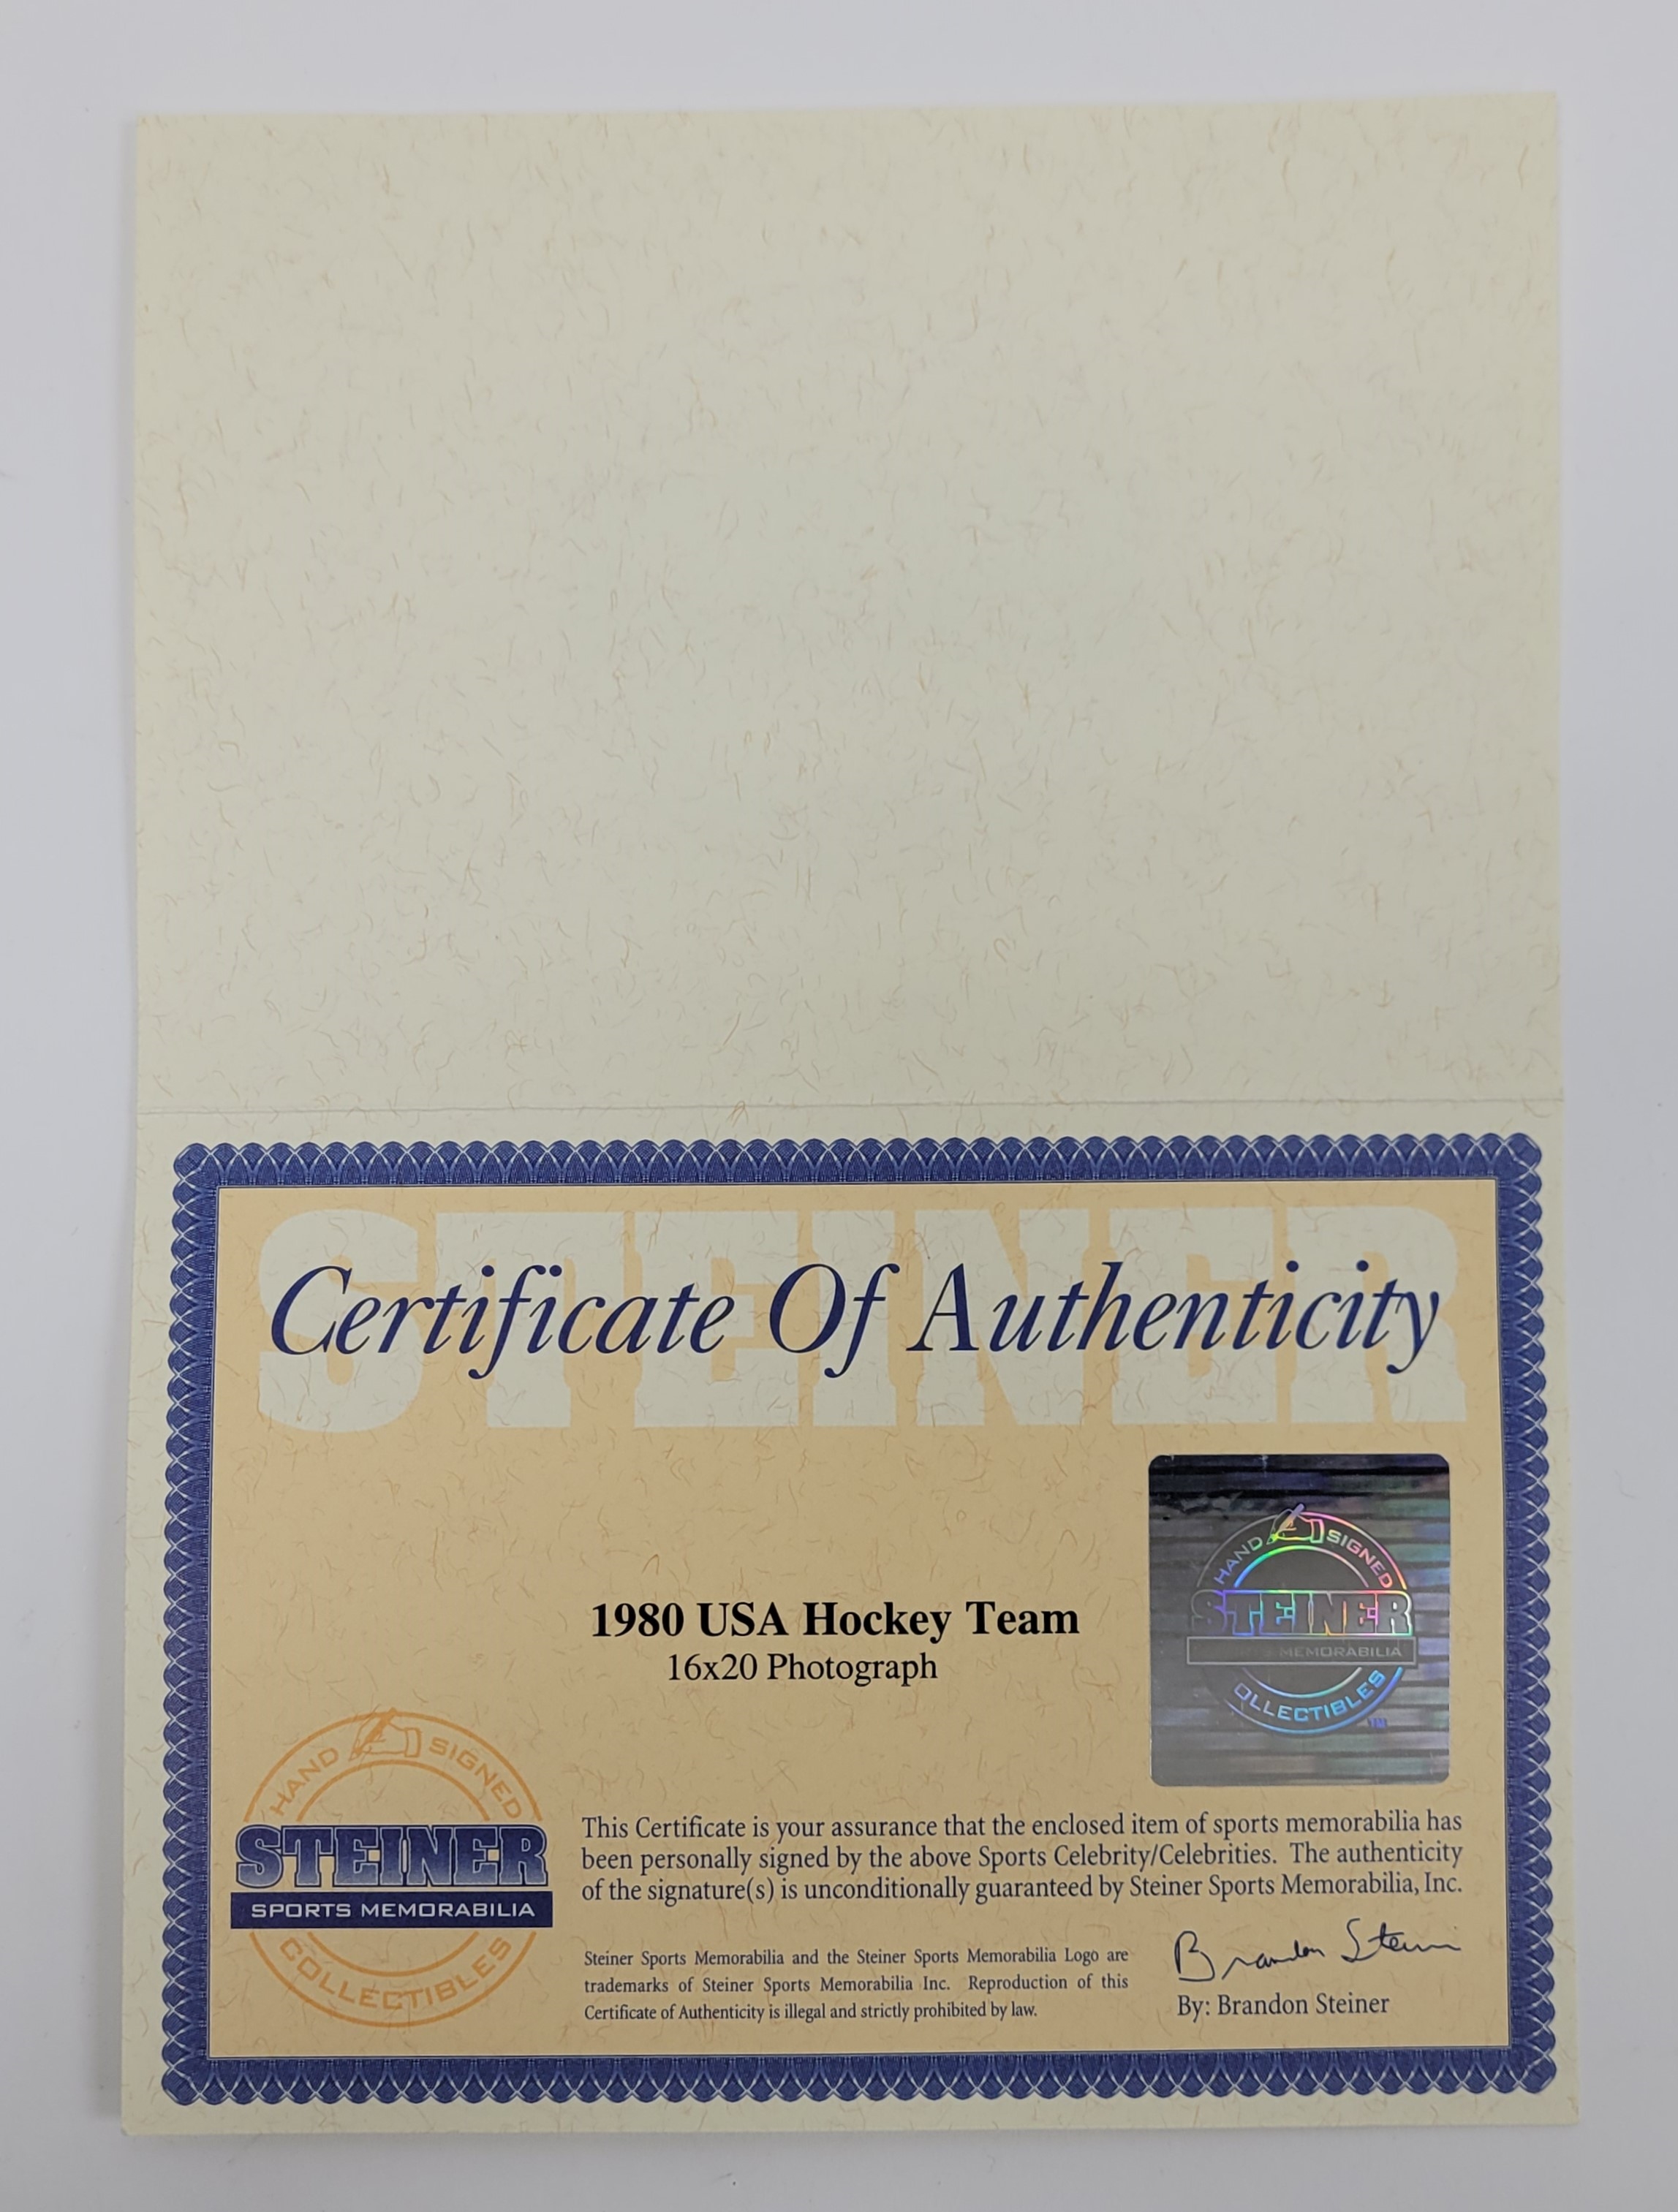 STEINER
Certificate Of Authenticity
HAND SIGNED
STEINER
MEMORABILIA
OLLECTIBLES
TM
1980 USA Hockey Team
16x20 Photograph
HAND SIGNED
STEINER
SPORTS MEMORABILIA
COLLECTIBLES
This Certificate is your assurance that the enclosed item of sports memorabilia has
been personally signed by the above Sports Celebrity/Celebrities. The authenticity
of the signature(s) is unconditionally guaranteed by Steiner Sports Memorabilia, Inc.
Steiner Sports Memorabilia and the Steiner Sports Memorabilia Logo are
trademarks of Steiner Sports Memorabilia Inc. Reproduction of this
Certificate of Authenticity is illegal and strictly prohibited by law.
Brandon Steiner
By: Brandon Steiner